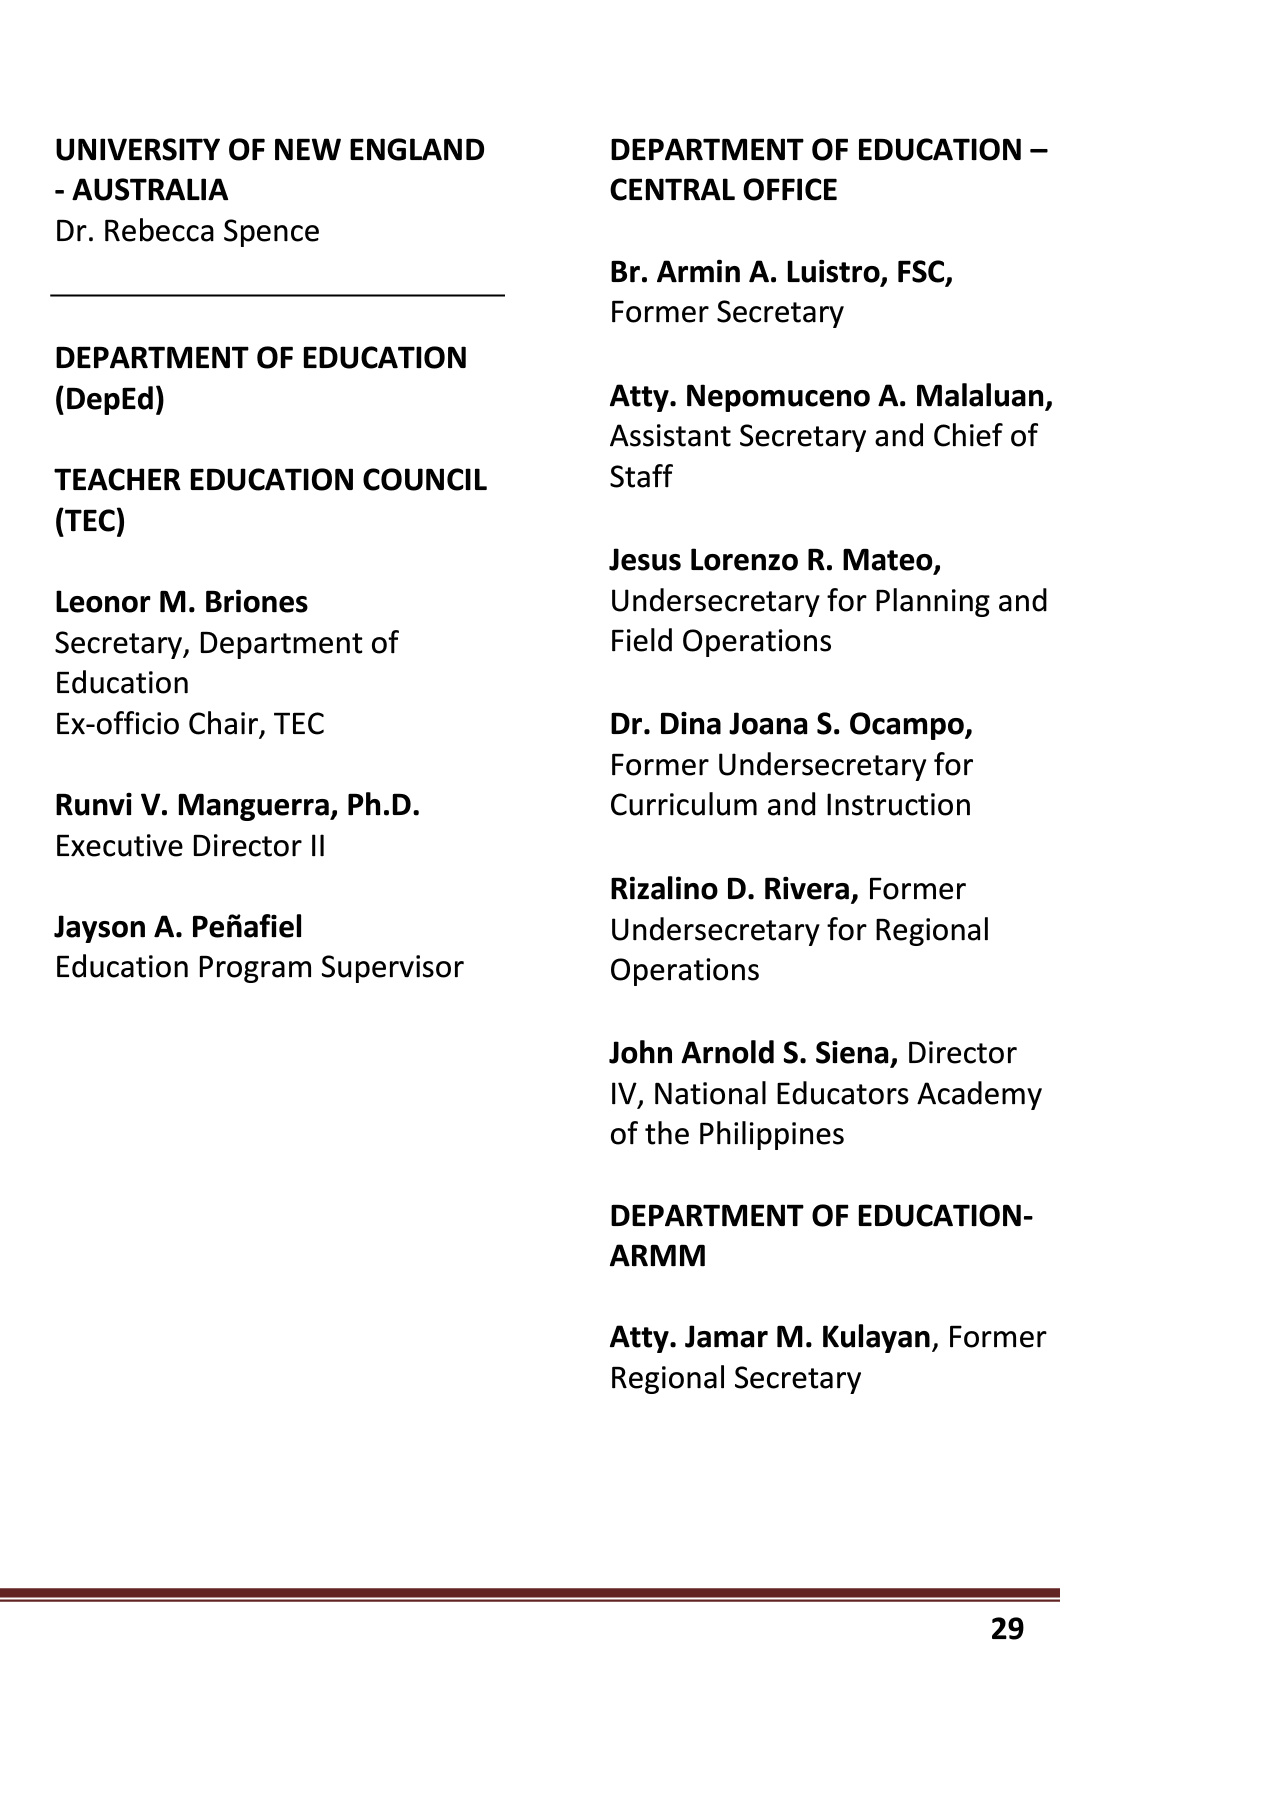 UNIVERSITY OF NEW ENGLAND
- AUSTRALIA
Dr. Rebecca Spence
DEPARTMENT OF EDUCATION
(DepEd)
TEACHER EDUCATION COUNCIL
(TEC)
Leonor M. Briones
Secretary, Department of
Education
Ex-officio Chair, TEC
Runvi V. Manguerra, Ph.D.
Executive Director II
Jayson A. Peñafiel
Education Program Supervisor
DEPARTMENT OF EDUCATION –
CENTRAL OFFICE
Br. Armin A. Luistro, FSC,
Former Secretary
Atty. Nepomuceno A. Malaluan,
Assistant Secretary and Chief of
Staff
Jesus Lorenzo R. Mateo,
Undersecretary for Planning and
Field Operations
Dr. Dina Joana S. Ocampo,
Former Undersecretary for
Curriculum and Instruction
Rizalino D. Rivera, Former
Undersecretary for Regional
Operations
John Arnold S. Siena, Director
IV, National Educators Academy
of the Philippines
DEPARTMENT OF EDUCATION-
ARMM
Atty. Jamar M. Kulayan, Former
Regional Secretary
29